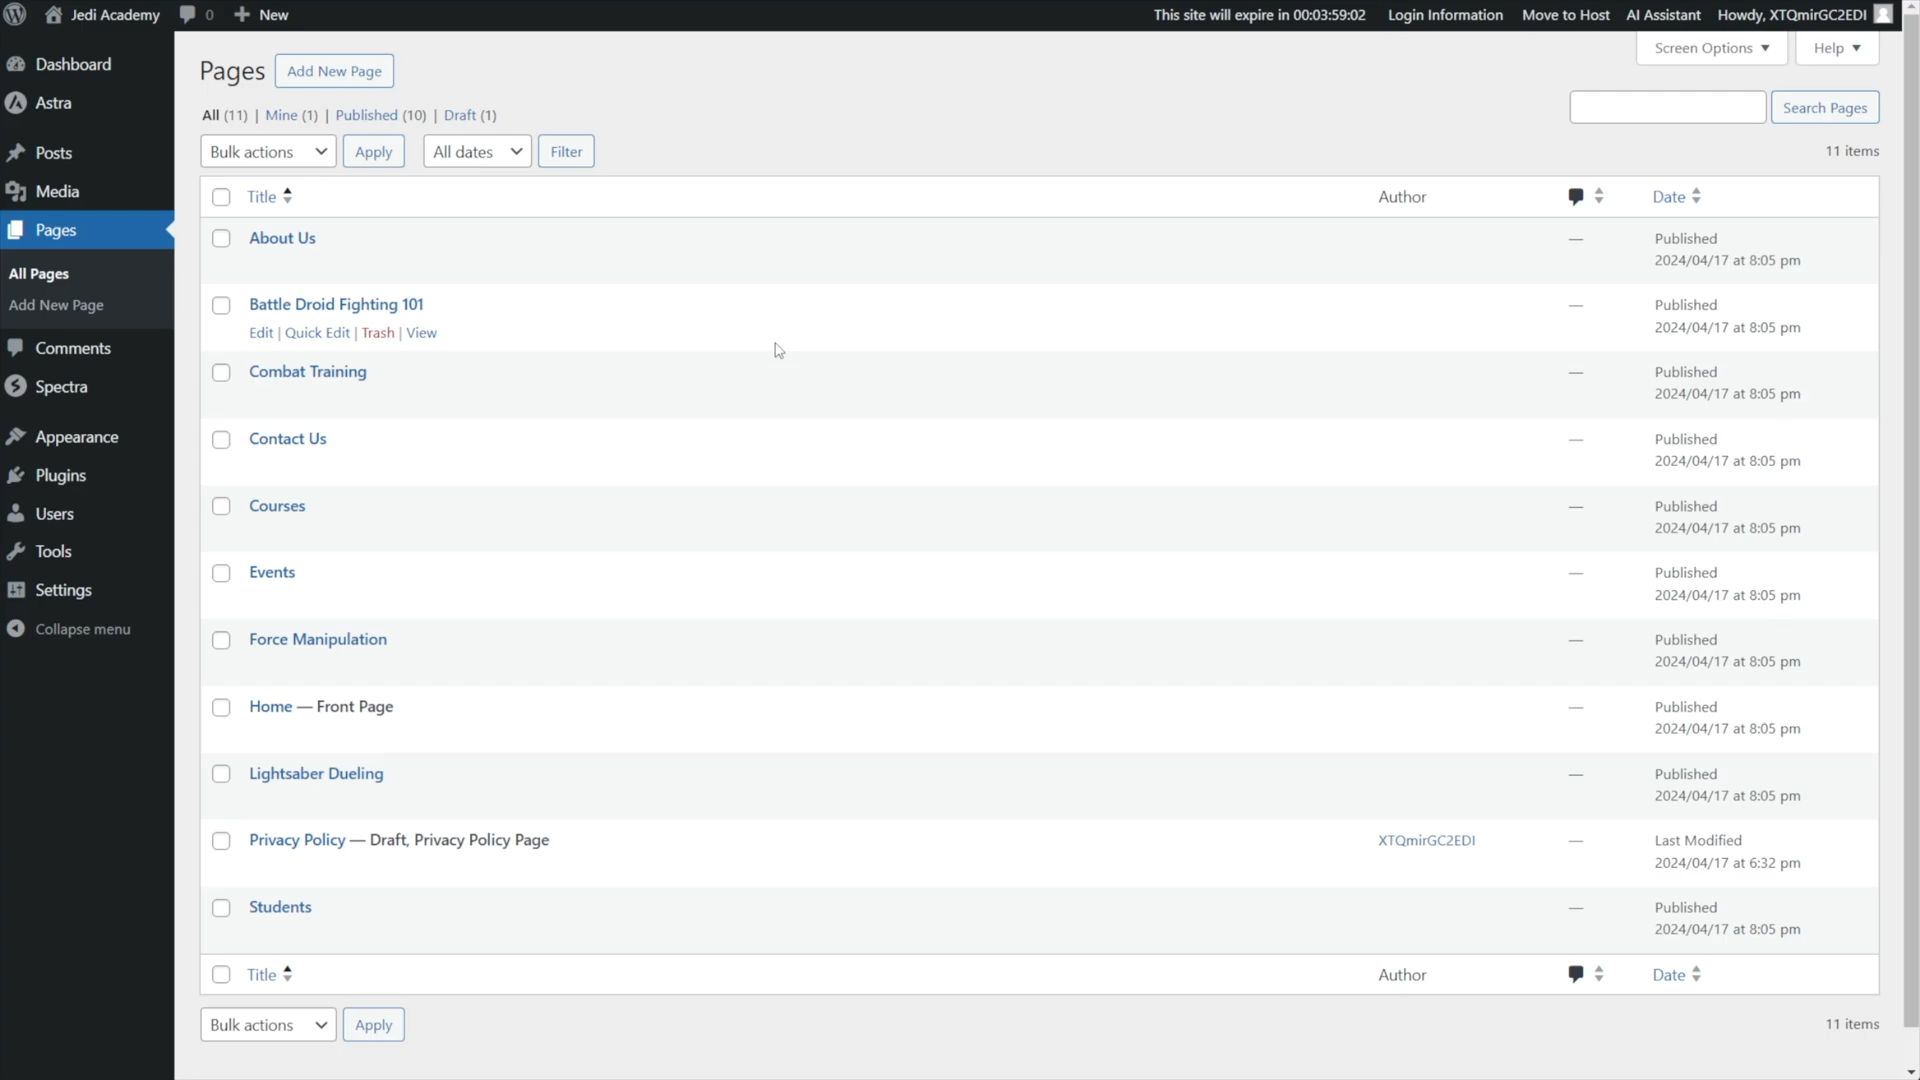 Jedi Academy 0 New This site will expire in 00:03:59:02 Login Information Move to Host AI Assistant Howdy, XTQmirGC2EDI
Screen Options Help
Dashboard
Astra
Posts
Media
Pages
All Pages
Add New Page
Comments
Spectra
Appearance
Plugins
Users
Tools
Settings
Collapse menu
Pages Add New Page
All (11) | Mine (1) | Published (10) | Draft (1)
Search Pages
Bulk actions Apply All dates Filter 11 items
Title Author Date
About Us — Published
2024/04/17 at 8:05 pm
Battle Droid Fighting 101 — Published
Edit | Quick Edit | Trash | View 2024/04/17 at 8:05 pm
Combat Training — Published
2024/04/17 at 8:05 pm
Contact Us — Published
2024/04/17 at 8:05 pm
Courses — Published
2024/04/17 at 8:05 pm
Events — Published
2024/04/17 at 8:05 pm
Force Manipulation — Published
2024/04/17 at 8:05 pm
Home — Front Page — Published
2024/04/17 at 8:05 pm
Lightsaber Dueling — Published
2024/04/17 at 8:05 pm
Privacy Policy — Draft, Privacy Policy Page XTQmirGC2EDI — Last Modified
2024/04/17 at 6:32 pm
Students — Published
2024/04/17 at 8:05 pm
Title Author Date
Bulk actions Apply 11 items